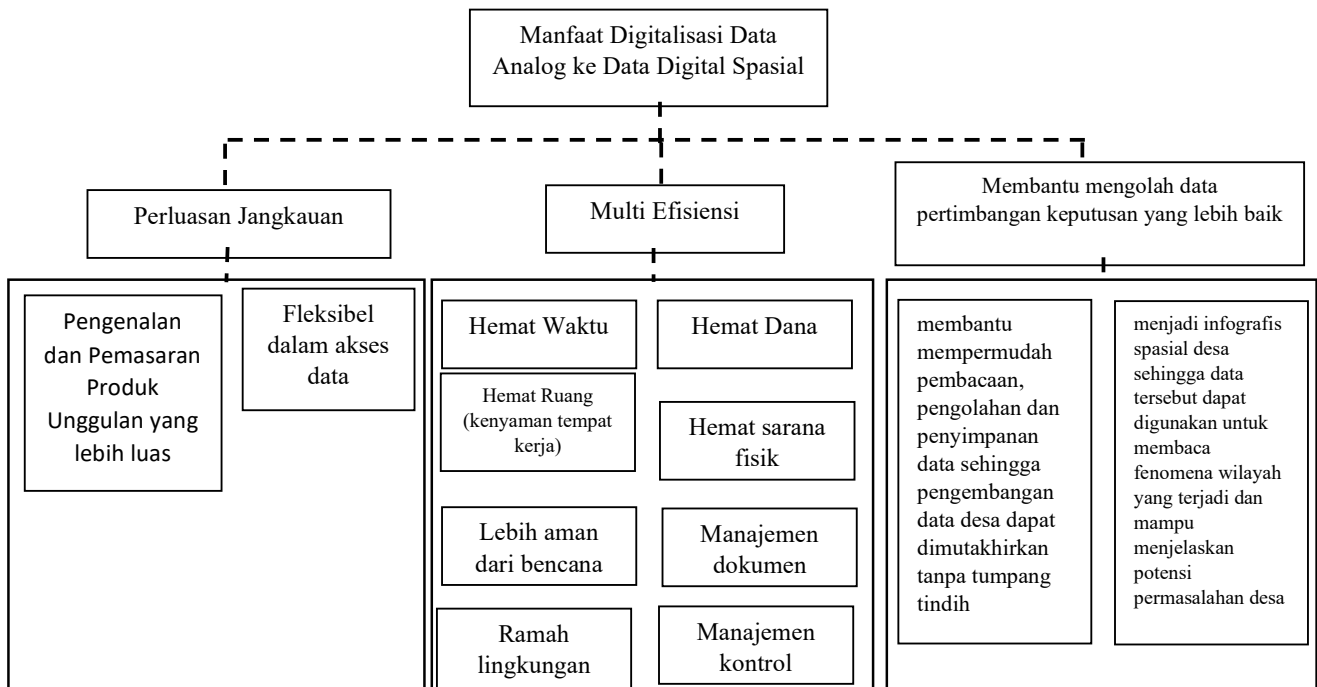 Manfaat Digitalisasi Data
Analog ke Data Digital Spasial
Perluasan Jangkauan
Multi Efisiensi
Membantu mengolah data
pertimbangan keputusan yang lebih baik
Pengenalan
dan Pemasaran
Produk
Unggulan yang
lebih luas
Fleksibel
dalam akses
data
Hemat Waktu
Hemat Dana
Hemat Ruang
(kenyaman tempat
kerja)
Hemat sarana
fisik
Lebih aman
dari bencana
Manajemen
dokumen
Ramah
lingkungan
Manajemen
kontrol
membantu
mempermudah
pembacaan,
pengolahan dan
penyimpanan
data sehingga
pengembangan
data desa dapat
dimutakhirkan
tanpa tumpang
tindih
menjadi infografis
spasial desa
sehingga data
tersebut dapat
digunakan untuk
membaca
fenomena wilayah
yang terjadi dan
mampu
menjelaskan
potensi
permasalahan desa